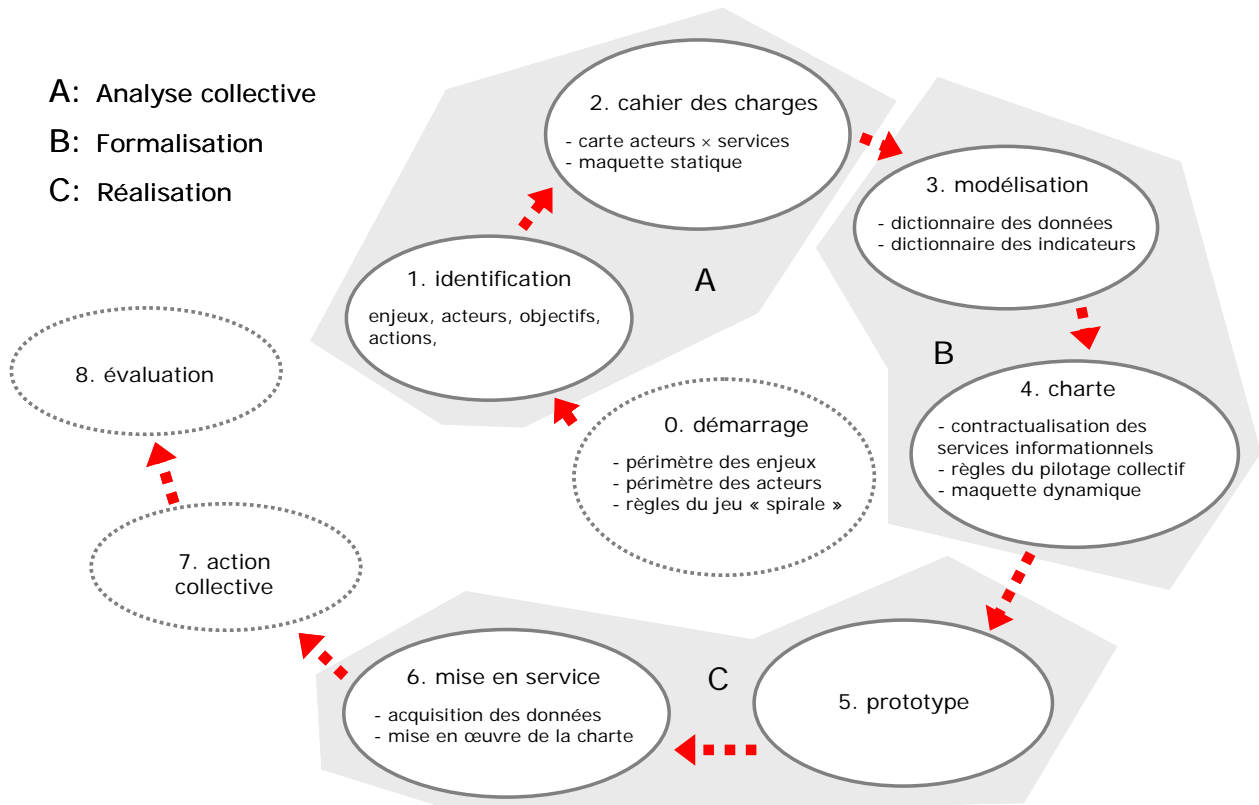 A: Analyse collective
B: Formalisation
C: Réalisation
2. cahier des charges
- carte acteurs × services
- maquette statique
3. modélisation
- dictionnaire des données
- dictionnaire des indicateurs
1. identification
enjeux, acteurs, objectifs,
actions,
A
B
8. évaluation
0. démarrage
- périmètre des enjeux
- périmètre des acteurs
- règles du jeu « spirale »
4. charte
- contractualisation des
services informationnels
- règles du pilotage collectif
- maquette dynamique
7. action
collective
6. mise en service
- acquisition des données
- mise en œuvre de la charte
C
5. prototype